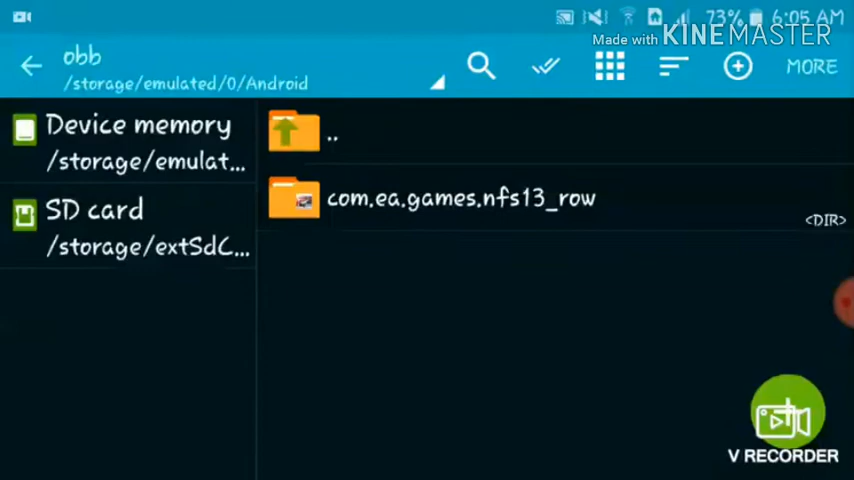 73% 6:05 AM
Made with KINEMASTER
obb
/storage/emulated/0/Android
MORE
Device memory
/storage/emulat...
SD card
/storage/extSdC...
..
com.ea.games.nfs13_row
<DIR>
V RECORDER